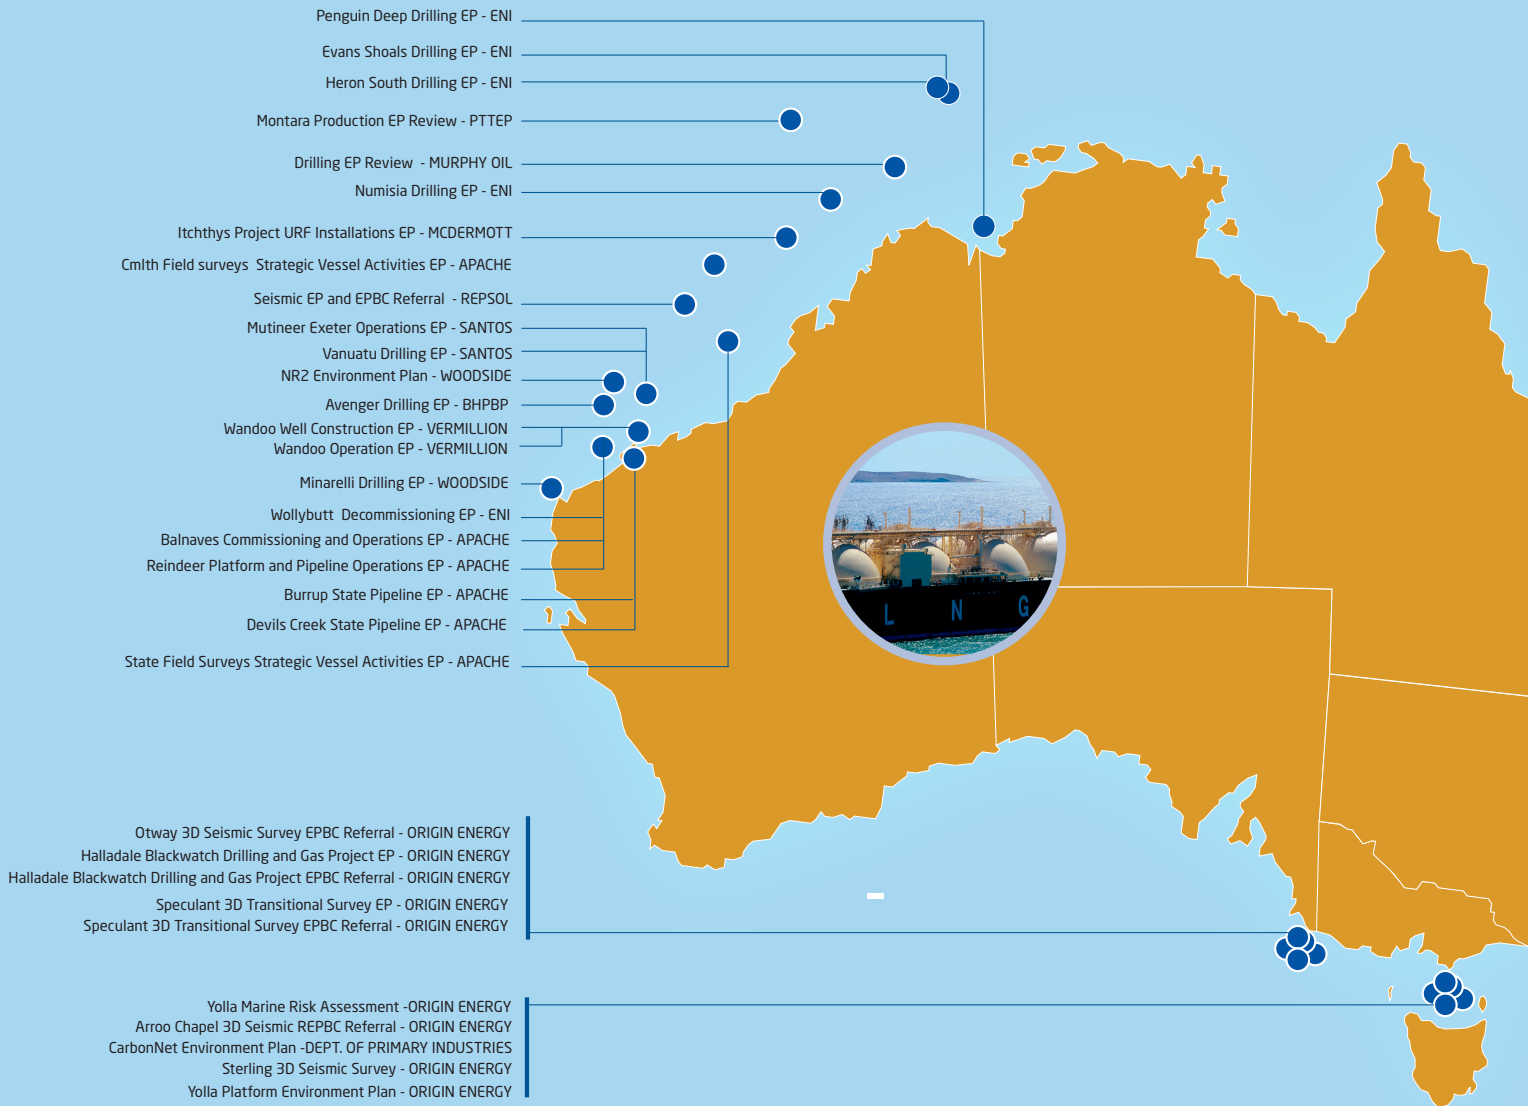 Penguin Deep Drilling EP - ENI
Evans Shoals Drilling EP - ENI
Heron South Drilling EP - ENI
Montara Production EP Review - PTTEP
Drilling EP Review - MURPHY OIL
Numisia Drilling EP - ENI
Itchthys Project URF Installations EP - MCDERMOTT
Cmlth Field surveys Strategic Vessel Activities EP - APACHE
Seismic EP and EPBC Referral - REPSOL
Mutineer Exeter Operations EP - SANTOS
Vanuatu Drilling EP - SANTOS
NR2 Environment Plan - WOODSIDE
Avenger Drilling EP - BHPBP
Wandoo Well Construction EP - VERMILLION
Wandoo Operation EP - VERMILLION
Minarelli Drilling EP - WOODSIDE
Wollybutt Decommissioning EP - ENI
Balnaves Commissioning and Operations EP - APACHE
Reindeer Platform and Pipeline Operations EP - APACHE
Burrup State Pipeline EP - APACHE
Devils Creek State Pipeline EP - APACHE
State Field Surveys Strategic Vessel Activities EP - APACHE
L N G
Otway 3D Seismic Survey EPBC Referral - ORIGIN ENERGY
Halladale Blackwatch Drilling and Gas Project EP - ORIGIN ENERGY
Halladale Blackwatch Drilling and Gas Project EPBC Referral - ORIGIN ENERGY
Speculant 3D Transitional Survey EP - ORIGIN ENERGY
Speculant 3D Transitional Survey EPBC Referral - ORIGIN ENERGY
Yolla Marine Risk Assessment -ORIGIN ENERGY
Arroo Chapel 3D Seismic REPBC Referral - ORIGIN ENERGY
CarbonNet Environment Plan -DEPT. OF PRIMARY INDUSTRIES
Sterling 3D Seismic Survey - ORIGIN ENERGY
Yolla Platform Environment Plan - ORIGIN ENERGY